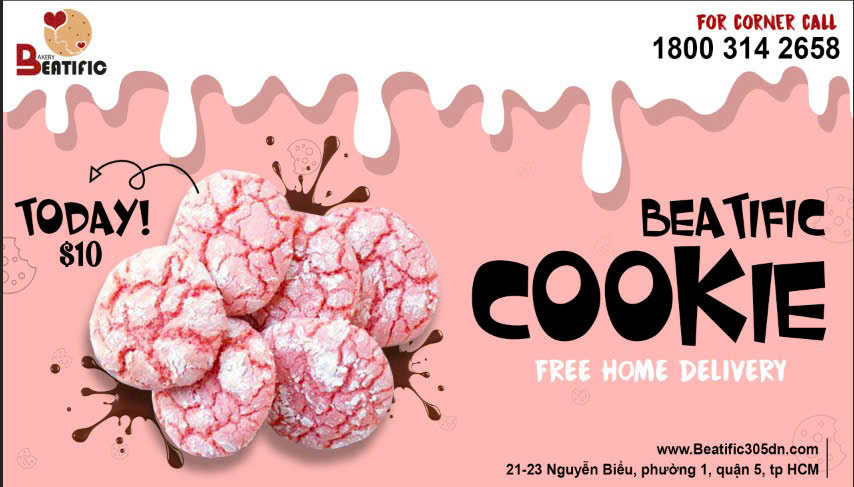 BAKERY
BEATIFIC
FOR CORNER CALL
1800 314 2658
TODAY!
$10
BEATIFIC
COOKIE
FREE HOME DELIVERY
www.Beatific305dn.com
21-23 Nguyễn Biểu, phường 1, quận 5, tp HCM